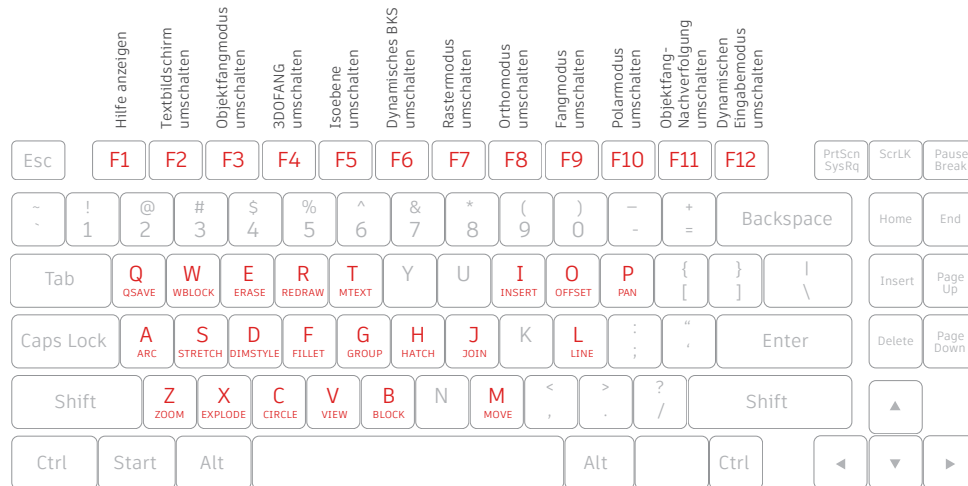 Hilfe anzeigen
Textbildschirm
umschalten
Objektfangmodus
umschalten
3DOFANG
umschalten
Isoebene
umschalten
Dynamisches BKS
umschalten
Rastermodus
umschalten
Orthomodus
umschalten
Fangmodus
umschalten
Polarmodus
umschalten
Objektfang-
Nachverfolgung
umschalten
Dynamischen
Eingabemodus
umschalten
Esc F1 F2 F3 F4 F5 F6 F7 F8 F9 F10 F11 F12 PrtScn ScrLK Pause
SysRq Break
~ ! @ # $ % ^ & * ( ) — +
` 1 2 3 4 5 6 7 8 9 0 - = Backspace Home End
Tab Q W E R T Y U I O P { } | Insert Page
QSAVE WBLOCK ERASE REDRAW MTEXT INSERT OFFSET PAN [ ] \ Up
Caps Lock A S D F G H J K L : “ Enter Delete Page
ARC STRETCH DIMSTYLE FILLET GROUP HATCH JOIN LINE ; ‘ Down
Shift Z X C V B N M < > ? Shift ▲
ZOOM EXPLODE CIRCLE VIEW BLOCK MOVE , . /
Ctrl Start Alt Alt Ctrl ◄ ▼ ►